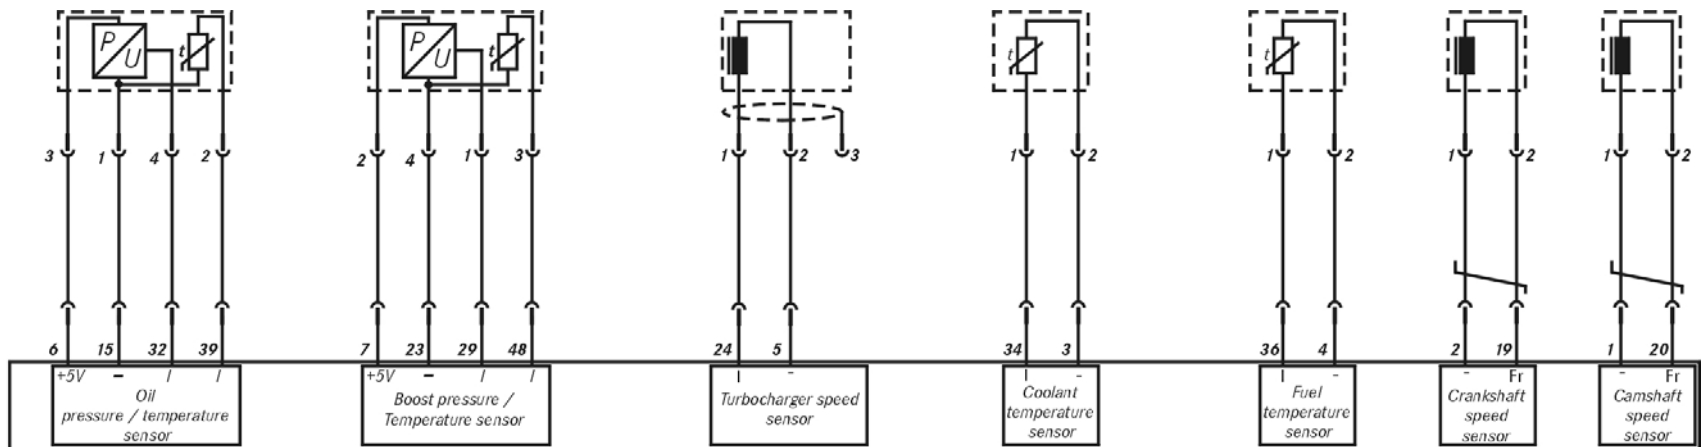 P U t P U t t t
3 1 4 2 2 4 1 3 1 2 3 1 2 1 2 1 2 1 2
6 15 32 39 7 23 29 48 24 5 34 3 36 4 2 19 1 20
+5V – I I +5V – I I I - I - I - - Fr - Fr
Oil
pressure / temperature
sensor
Boost pressure /
Temperature sensor
Turbocharger speed
sensor
Coolant
temperature
sensor
Fuel
temperature
sensor
Crankshaft
speed
sensor
Camshaft
speed
sensor